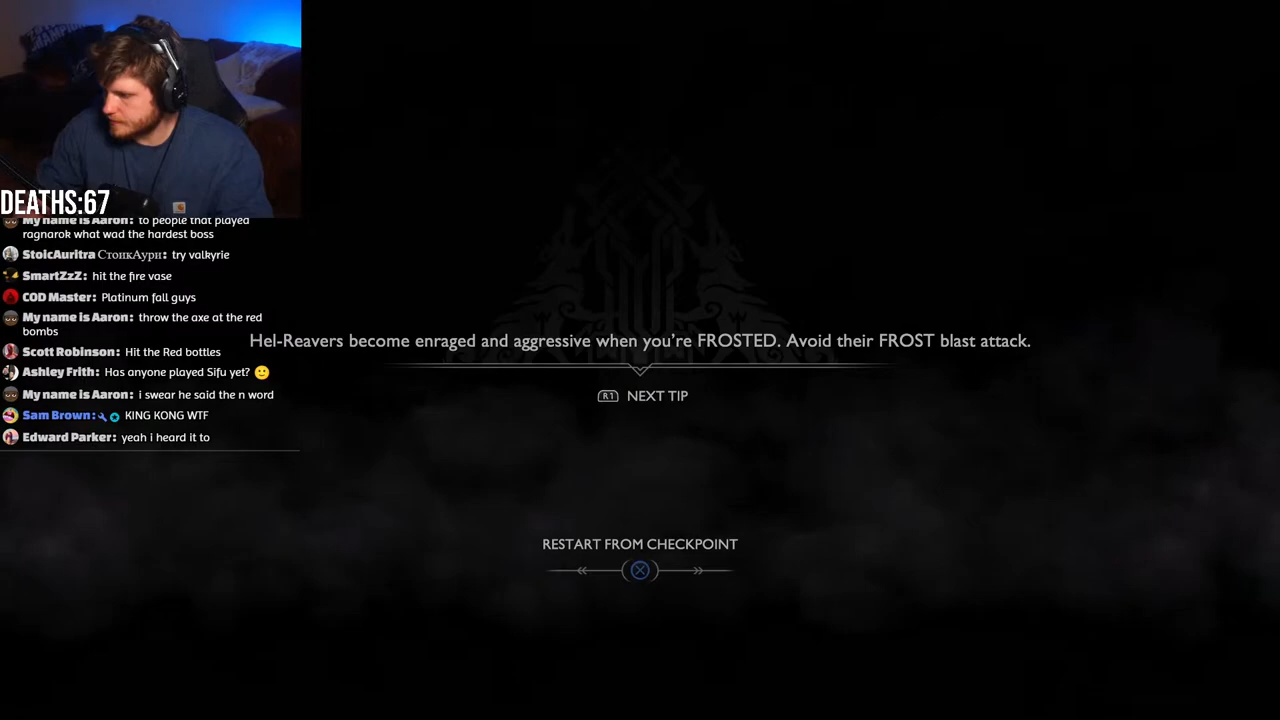 DEATHS:67
My name is Aaron: to people that played
ragnarok what wad the hardest boss
StoicAuritra СтоикАури: try valkyrie
SmartZzZ: hit the fire vase
COD Master: Platinum fall guys
My name is Aaron: throw the axe at the red
bombs
Scott Robinson: Hit the Red bottles
Ashley Frith: Has anyone played Sifu yet? 🙂
My name is Aaron: i swear he said the n word
Sam Brown: KING KONG WTF
Edward Parker: yeah i heard it to
Hel-Reavers become enraged and aggressive when you're FROSTED. Avoid their FROST blast attack.
R1 NEXT TIP
RESTART FROM CHECKPOINT